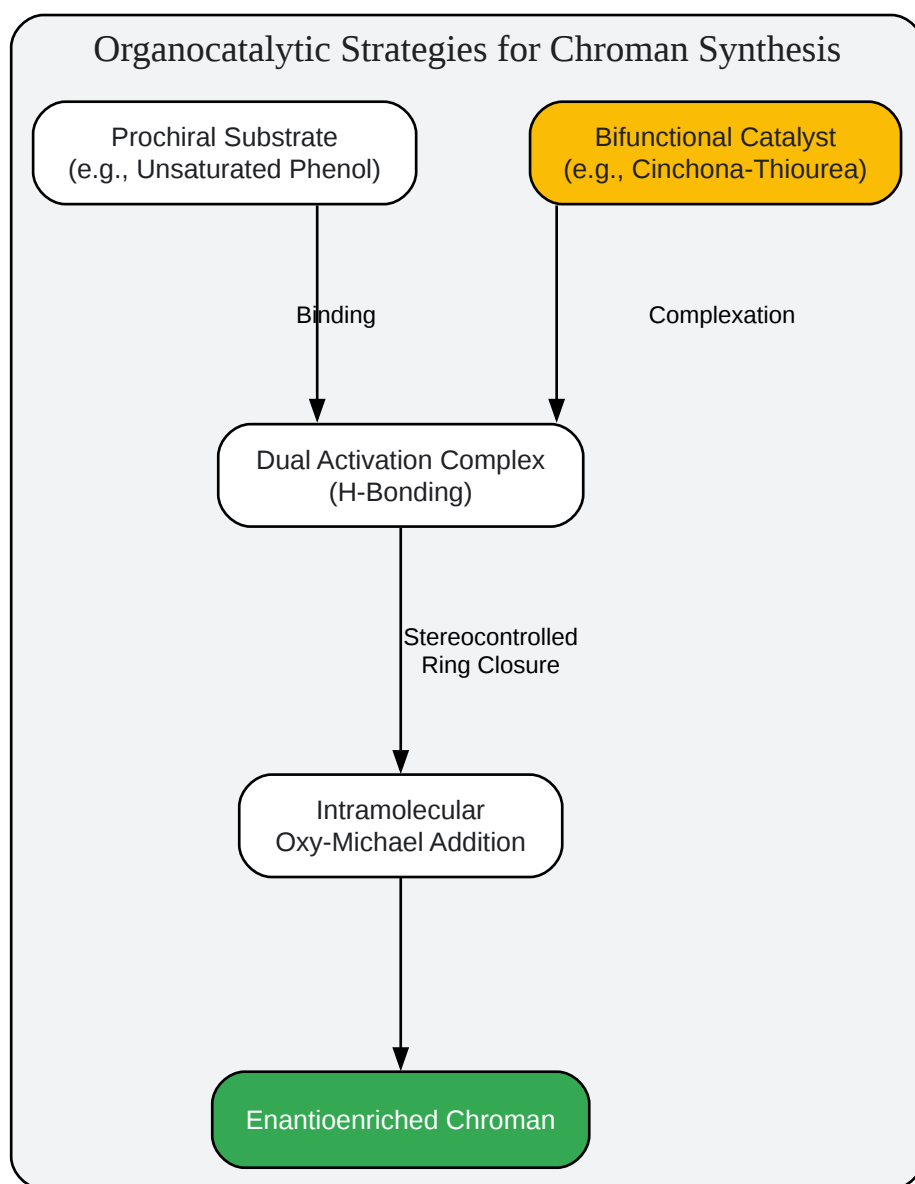 Organocatalytic Strategies for Chroman Synthesis
Prochiral Substrate
(e.g., Unsaturated Phenol)
Bifunctional Catalyst
(e.g., Cinchona-Thiourea)
Binding
Complexation
Dual Activation Complex
(H-Bonding)
Stereocontrolled
Ring Closure
Intramolecular
Oxy-Michael Addition
Enantioenriched Chroman